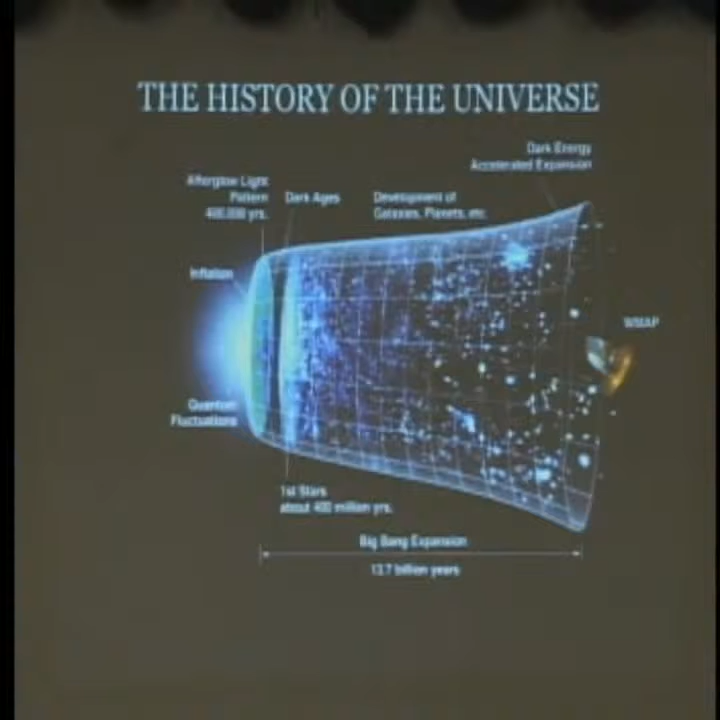 THE HISTORY OF THE UNIVERSE
Dark Energy
Accelerated Expansion
Afterglow Light
Pattern
400,000 yrs.
Dark Ages
Development of
Galaxies, Planets, etc.
Inflation
WMAP
Quantum
Fluctuations
1st Stars
about 400 million yrs.
Big Bang Expansion
13.7 billion years